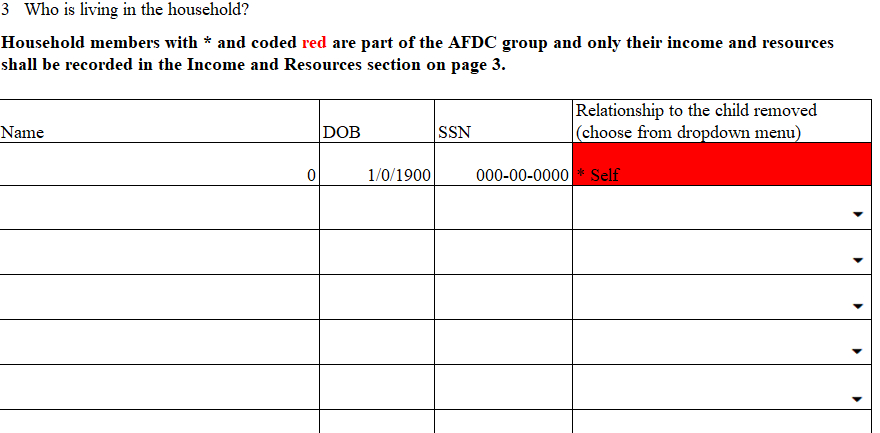 3 Who is living in the household?
Household members with * and coded red are part of the AFDC group and only their income and resources
shall be recorded in the Income and Resources section on page 3.
Name DOB SSN Relationship to the child removed
(choose from dropdown menu)
0 1/0/1900 000-00-0000 * Self